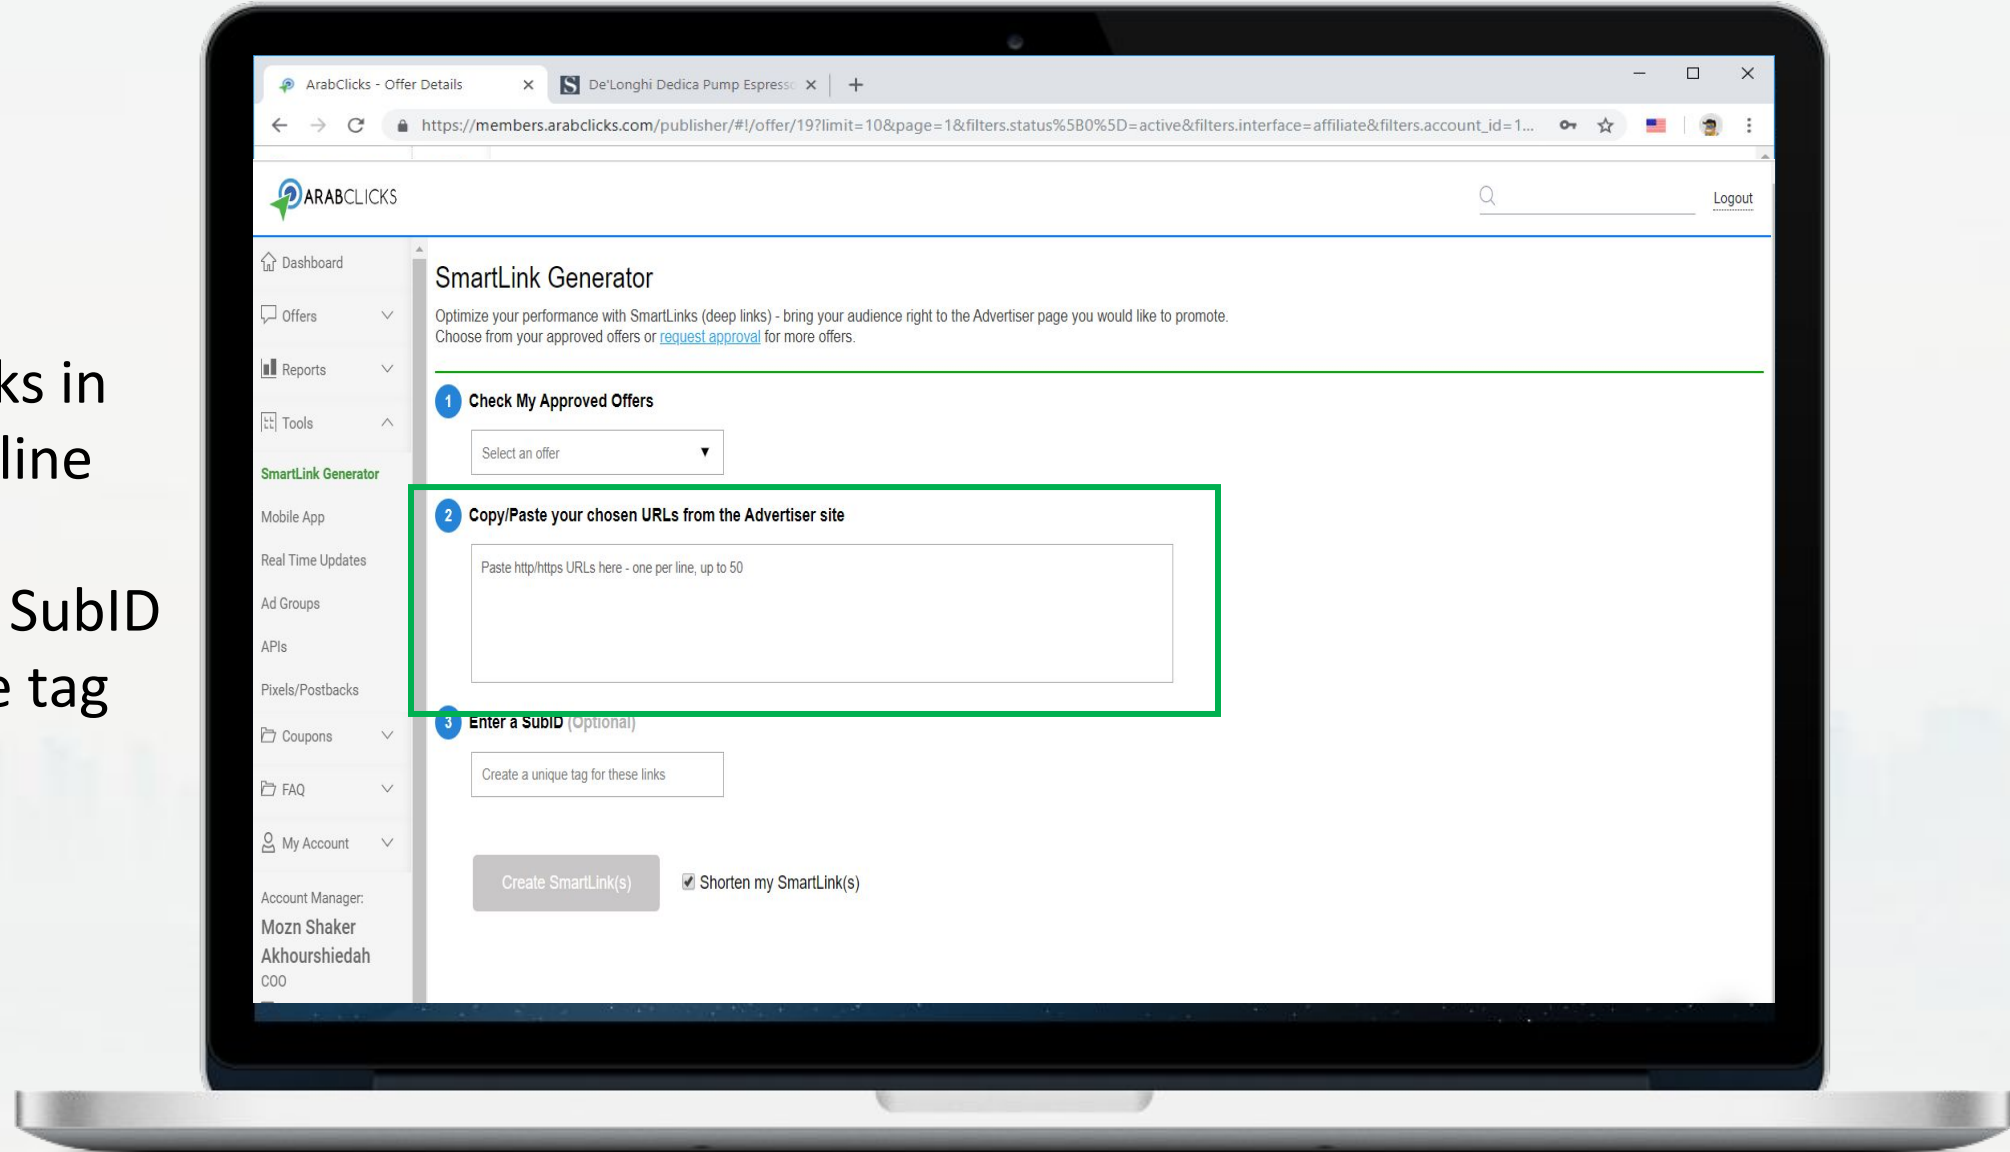 ArabClicks - Offer Details
De'Longhi Dedica Pump Espresso
https://members.arabclicks.com/publisher/#!/offer/19?limit=10&page=1&filters.status%5B0%5D=active&filters.interface=affiliate&filters.account_id=1...
ARABCLICKS
Logout
Dashboard
Offers
Reports
Tools
SmartLink Generator
Mobile App
Real Time Updates
Ad Groups
APIs
Pixels/Postbacks
Coupons
FAQ
My Account
Account Manager:
Mozn Shaker
Akhourshiedah
COO
SmartLink Generator
Optimize your performance with SmartLinks (deep links) - bring your audience right to the Advertiser page you would like to promote.
Choose from your approved offers or request approval for more offers.
1 Check My Approved Offers
Select an offer
2 Copy/Paste your chosen URLs from the Advertiser site
Paste http/https URLs here - one per line, up to 50
3 Enter a SubID (Optional)
Create a unique tag for these links
Create SmartLink(s)
Shorten my SmartLink(s)
in
line
SubID
tag